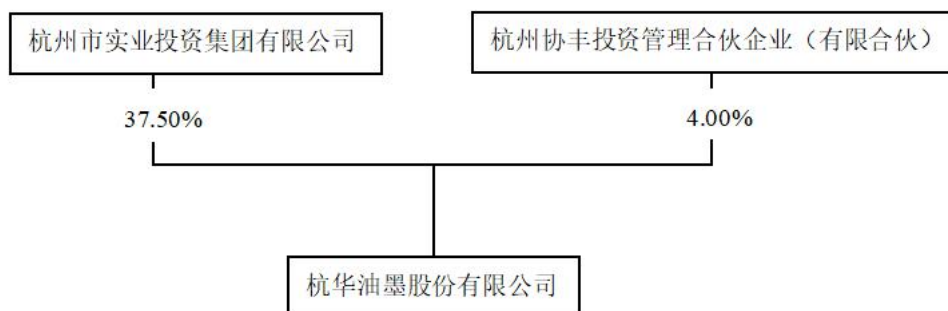 杭州市实业投资集团有限公司
杭州协丰投资管理合伙企业（有限合伙）
37.50%
4.00%
杭华油墨股份有限公司